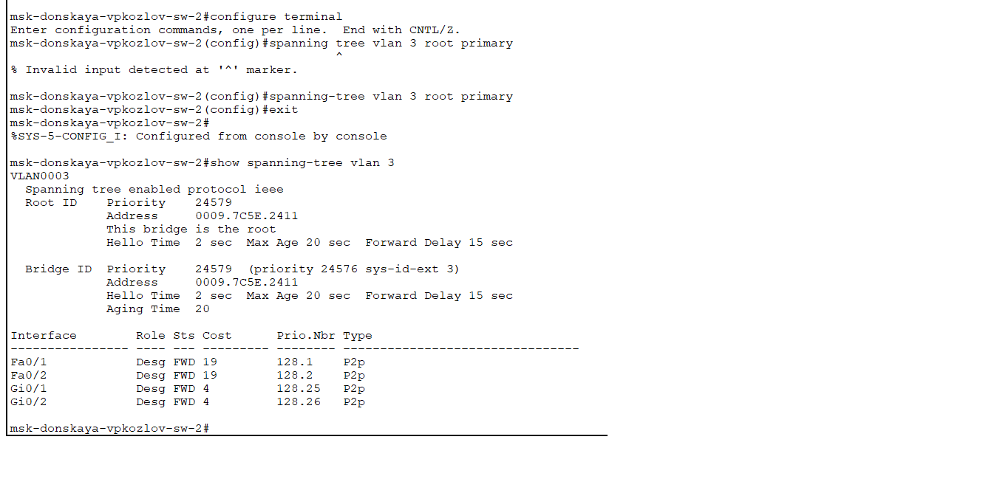 msk-donskaya-vpkozlov-sw-2#configure terminal
Enter configuration commands, one per line.  End with CNTL/Z.
msk-donskaya-vpkozlov-sw-2(config)#spanning tree vlan 3 root primary
                                            ^
% Invalid input detected at '^' marker.

msk-donskaya-vpkozlov-sw-2(config)#spanning-tree vlan 3 root primary
msk-donskaya-vpkozlov-sw-2(config)#exit
msk-donskaya-vpkozlov-sw-2#
%SYS-5-CONFIG_I: Configured from console by console

msk-donskaya-vpkozlov-sw-2#show spanning-tree vlan 3
VLAN0003
  Spanning tree enabled protocol ieee
  Root ID    Priority    24579
             Address     0009.7C5E.2411
             This bridge is the root
             Hello Time  2 sec  Max Age 20 sec  Forward Delay 15 sec

  Bridge ID  Priority    24579  (priority 24576 sys-id-ext 3)
             Address     0009.7C5E.2411
             Hello Time  2 sec  Max Age 20 sec  Forward Delay 15 sec
             Aging Time  20

Interface        Role Sts Cost      Prio.Nbr Type
---------------- ---- --- --------- -------- --------------------------------
Fa0/1            Desg FWD 19        128.1    P2p
Fa0/2            Desg FWD 19        128.2    P2p
Gi0/1            Desg FWD 4         128.25   P2p
Gi0/2            Desg FWD 4         128.26   P2p

msk-donskaya-vpkozlov-sw-2#